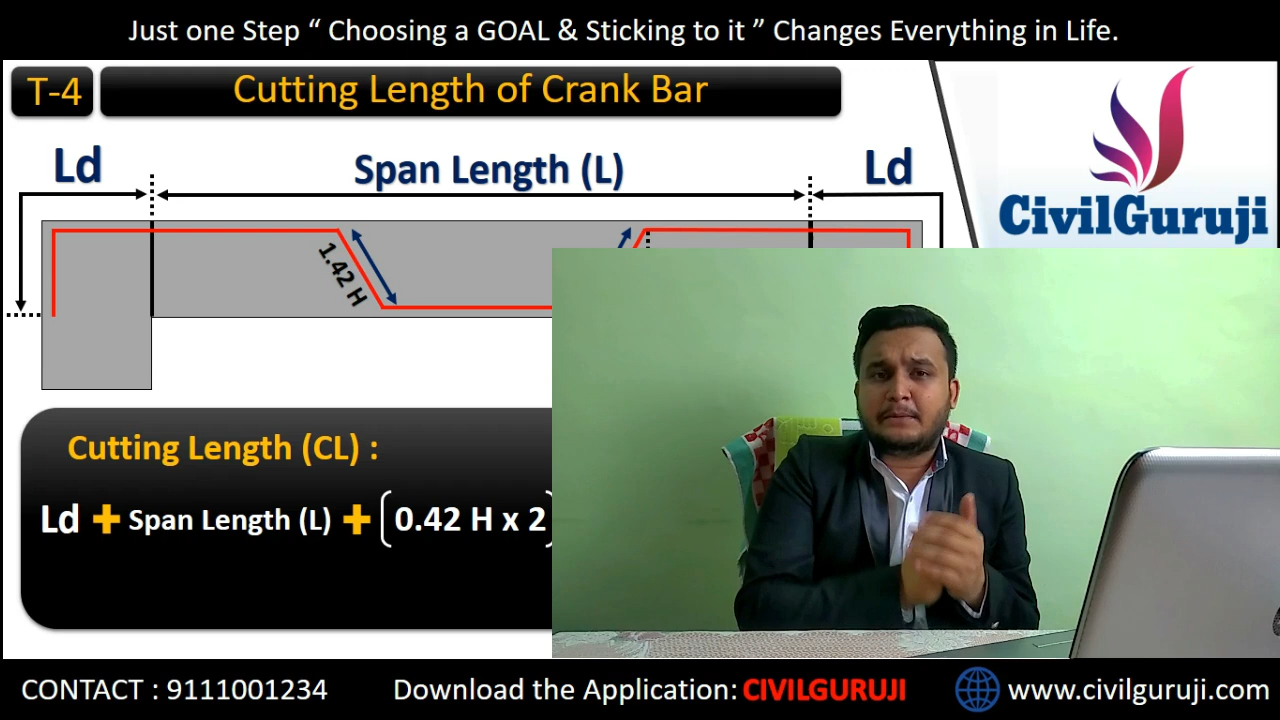 Just one Step “ Choosing a GOAL & Sticking to it ” Changes Everything in Life.
T-4
Cutting Length of Crank Bar
Ld
Span Length (L)
Ld
CivilGuruji
1.42 H
Cutting Length (CL) :
Ld + Span Length (L) + (0.42 H x 2)
CONTACT : 9111001234
Download the Application: CIVILGURUJI
www.civilguruji.com